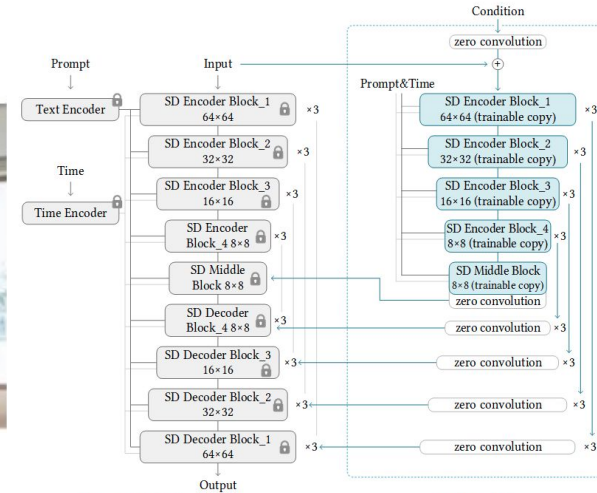 Condition
zero convolution
Prompt
Input
+
Prompt&Time
Text Encoder
SD Encoder Block_1
64×64
×3
SD Encoder Block_1
64×64 (trainable copy)
×3
SD Encoder Block_2
32×32
×3
SD Encoder Block_2
32×32 (trainable copy)
×3
Time
Time Encoder
SD Encoder Block_3
16×16
×3
SD Encoder Block_3
16×16 (trainable copy)
×3
SD Encoder
Block_4 8×8
×3
SD Encoder Block_4
8×8 (trainable copy)
×3
SD Middle
Block 8×8
SD Middle Block
8×8 (trainable copy)
zero convolution
SD Decoder
Block_4 8×8
×3
zero convolution
×3
SD Decoder Block_3
16×16
×3
zero convolution
×3
SD Decoder Block_2
32×32
×3
zero convolution
×3
SD Decoder Block_1
64×64
×3
zero convolution
×3
Output